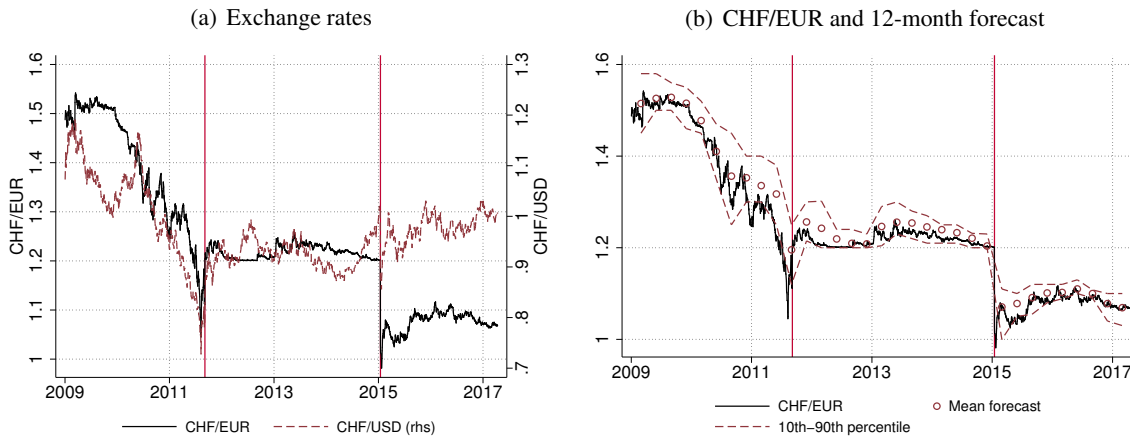 (a) Exchange rates
CHF/EUR
1.6
1.5
1.4
1.3
1.2
1.1
1
1.3
1.2
1.1
1
.9
.8
.7
CHF/USD
2009 2011 2013 2015 2017
CHF/EUR CHF/USD (rhs)
(b) CHF/EUR and 12-month forecast
1.6
1.4
1.2
1
2009 2011 2013 2015 2017
CHF/EUR Mean forecast
10th−90th percentile